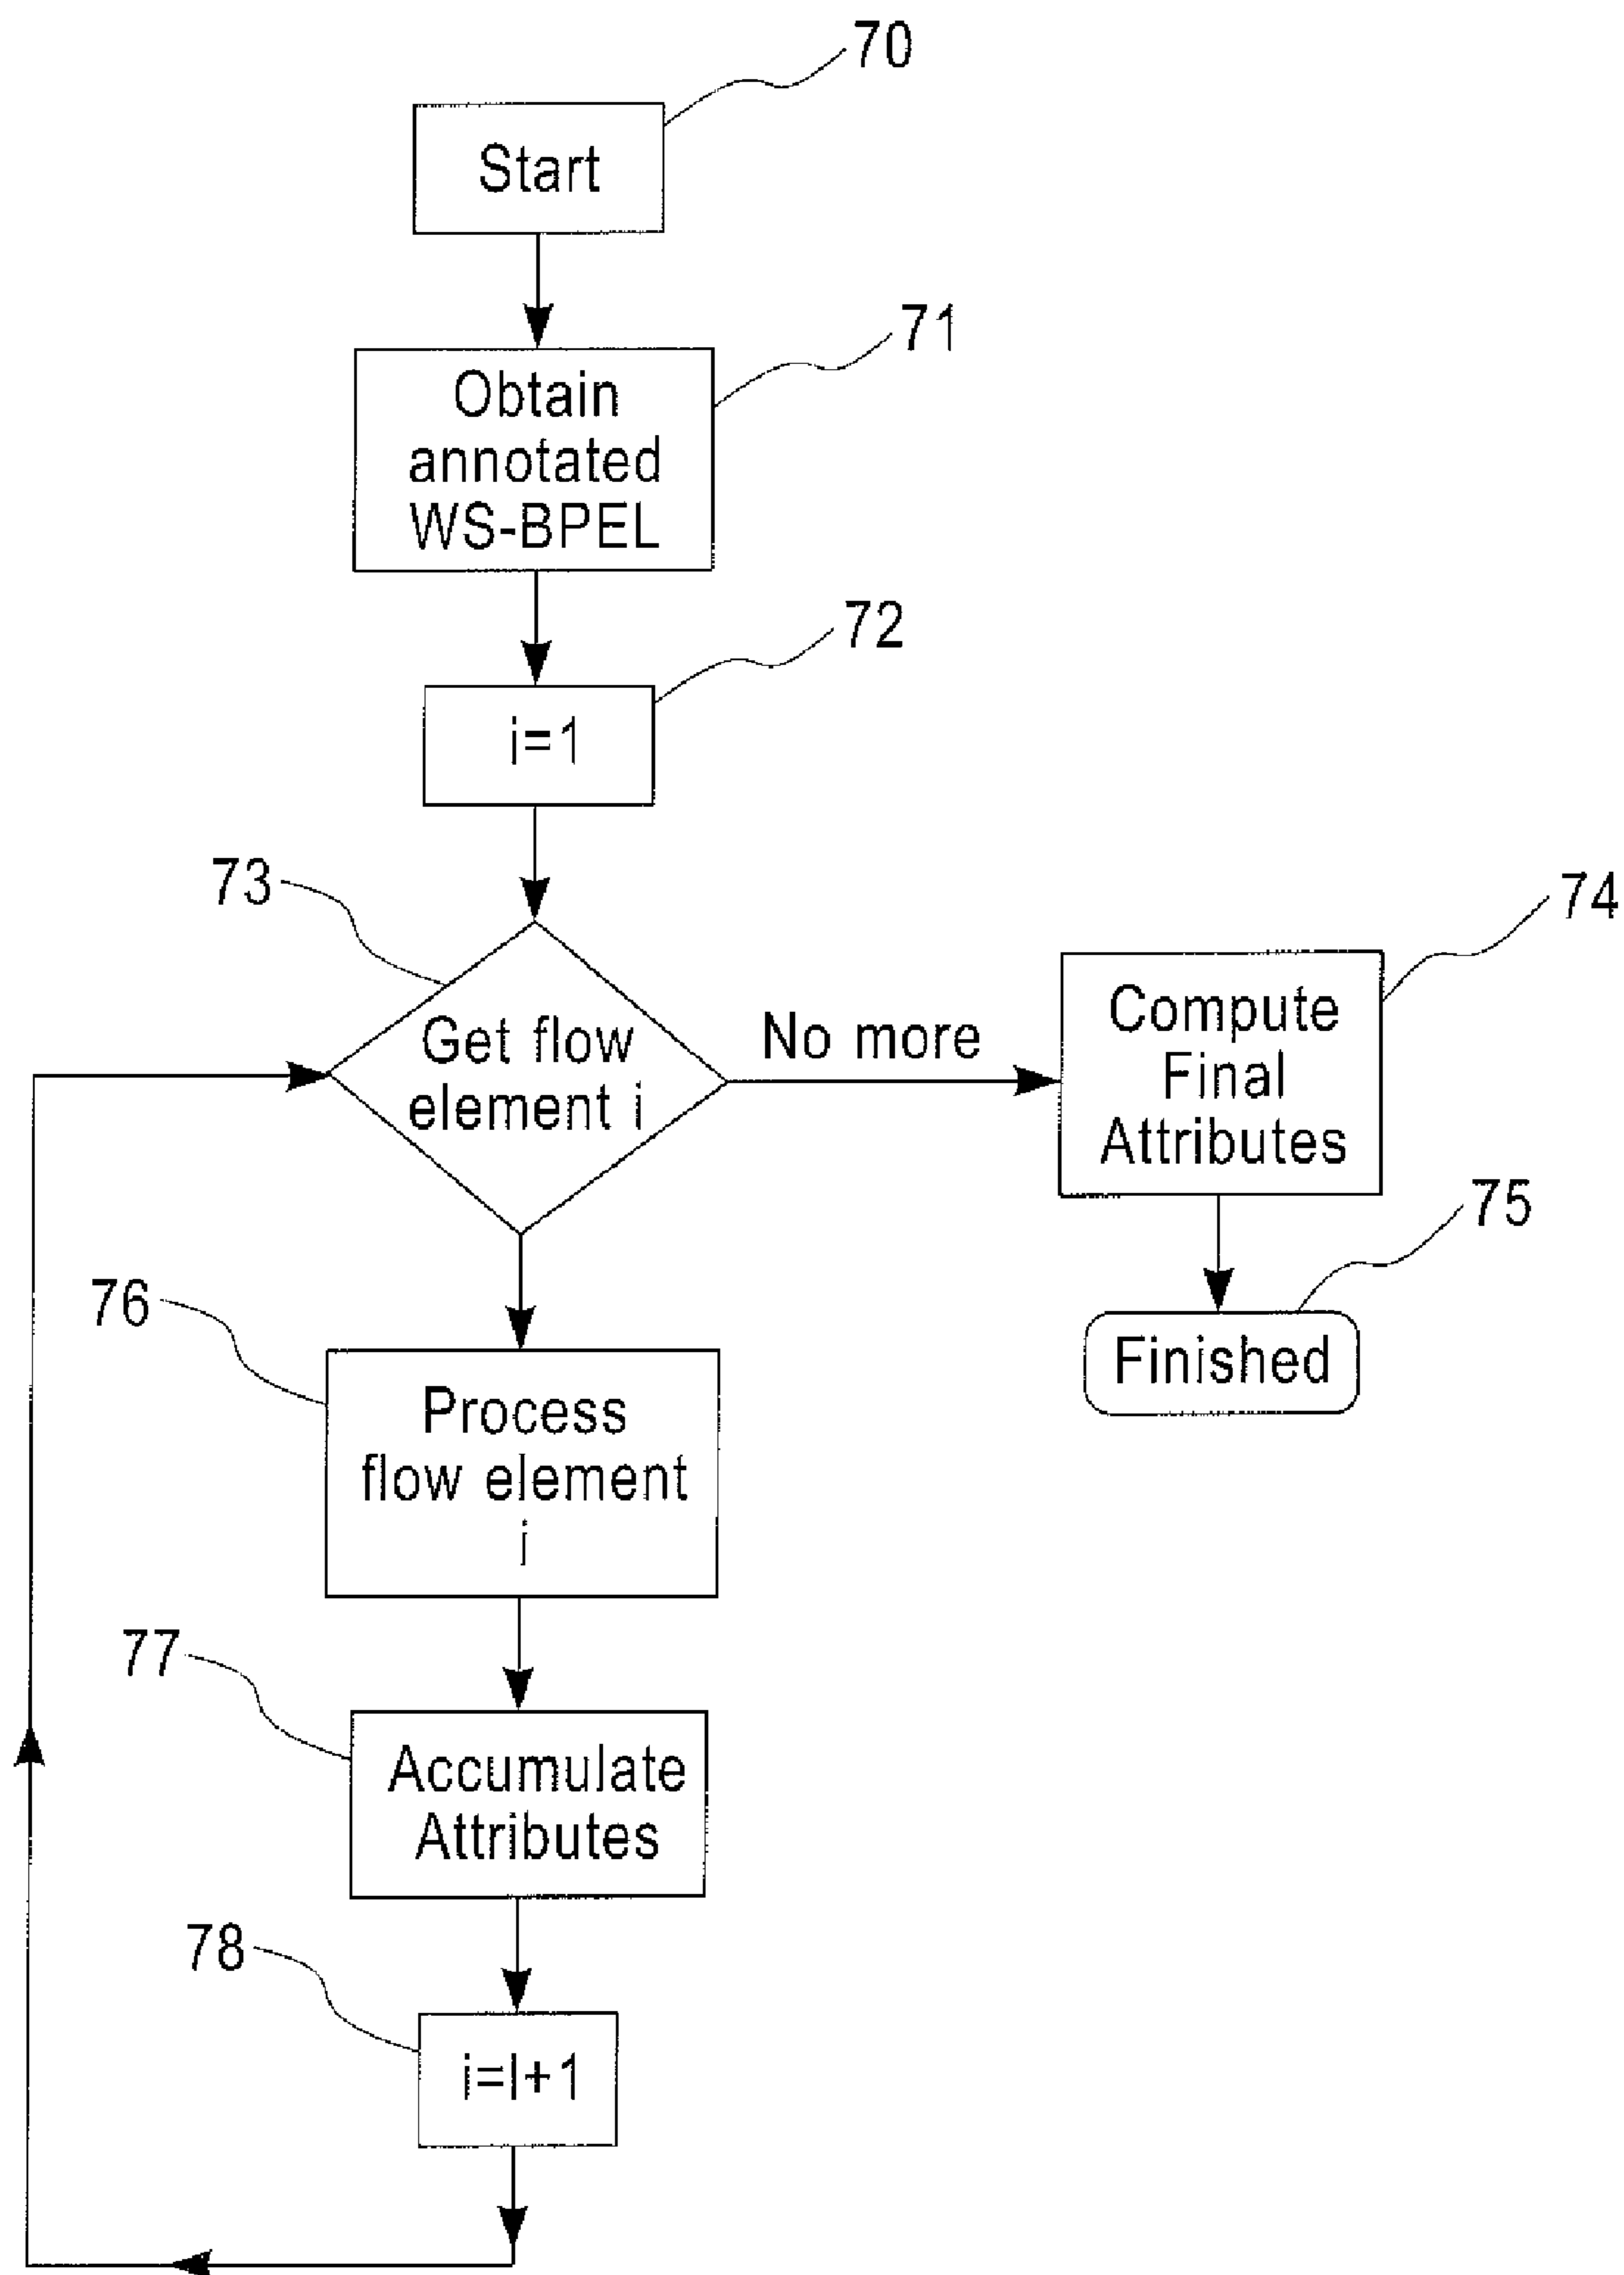 70
Start
71
Obtain
annotated
WS-BPEL
72
i=1
73
Get flow
element i
No more
74
Compute
Final
Attributes
75
Finished
76
Process
flow element
i
77
Accumulate
Attributes
78
i=I+1